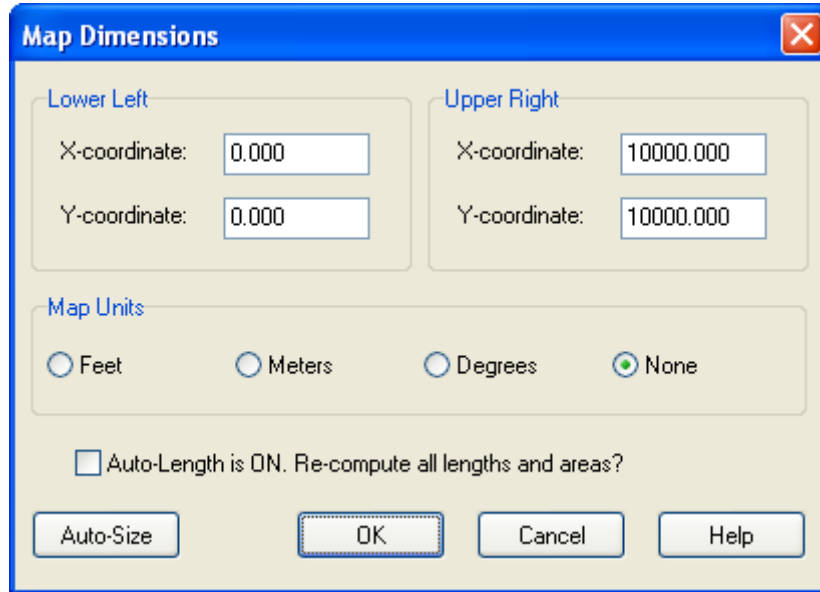 Map Dimensions
Lower Left
X-coordinate: 0.000
Y-coordinate: 0.000
Upper Right
X-coordinate: 10000.000
Y-coordinate: 10000.000
Map Units
Feet Meters Degrees None
Auto-Length is ON. Re-compute all lengths and areas?
Auto-Size OK Cancel Help